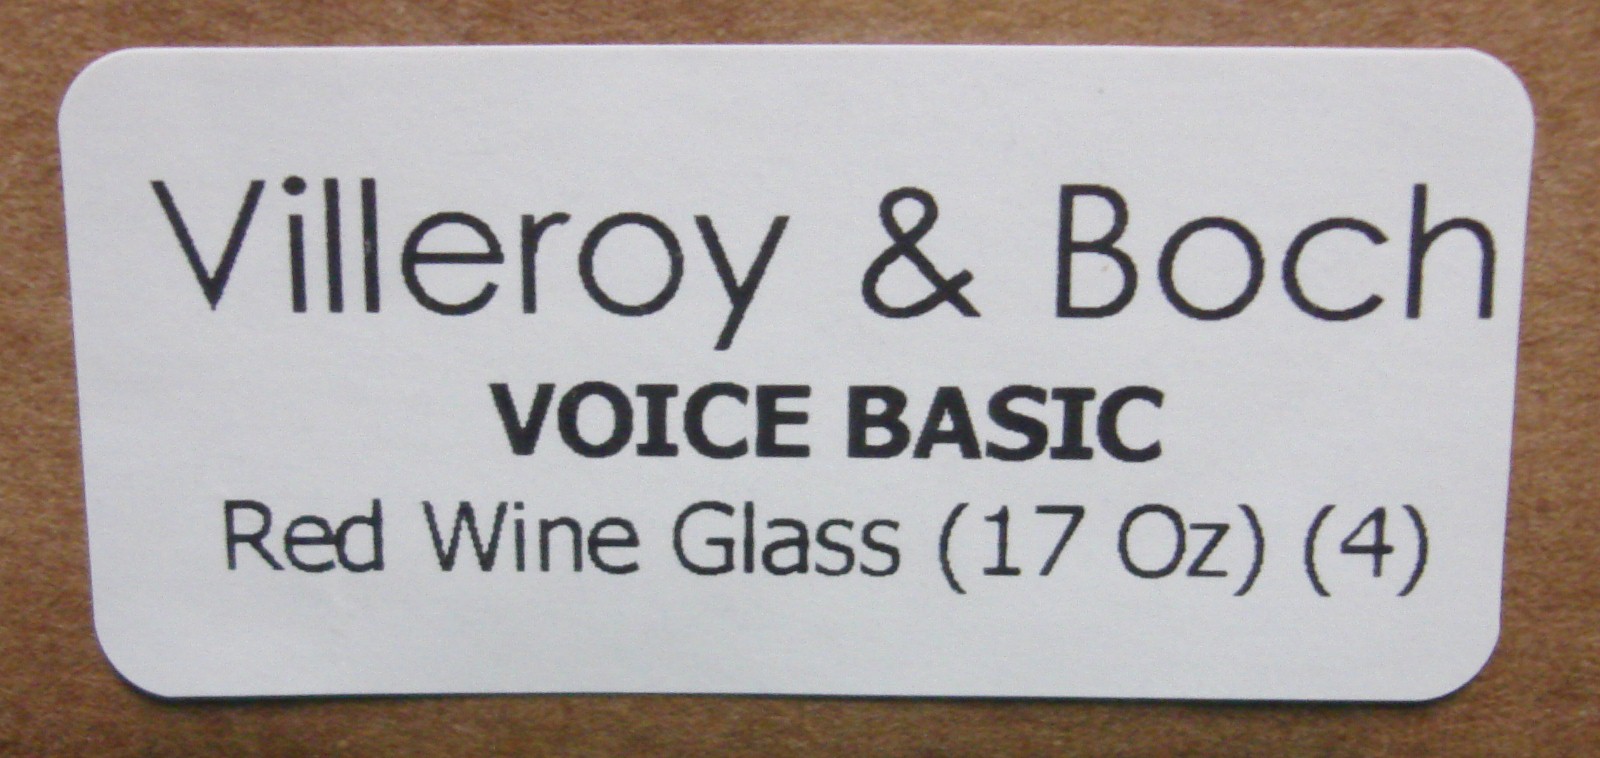 Villeroy & Boch
VOICE BASIC
Red Wine Glass (17 Oz) (4)